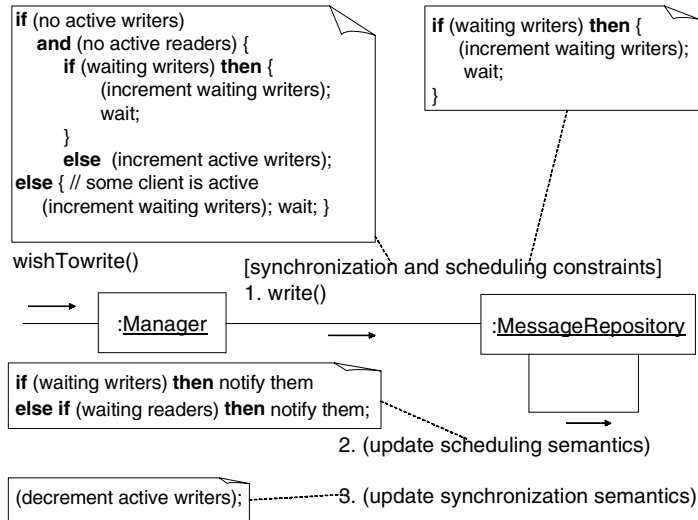 if (no active writers)
and (no active readers) {
if (waiting writers) then {
(increment waiting writers);
wait;
}
else (increment active writers);
else { // some client is active
(increment waiting writers); wait; }
if (waiting writers) then {
(increment waiting writers);
wait;
}
wishTowrite()
[synchronization and scheduling constraints]
1. write()
:Manager
:MessageRepository
if (waiting writers) then notify them
else if (waiting readers) then notify them;
2. (update scheduling semantics)
(decrement active writers);
3. (update synchronization semantics)